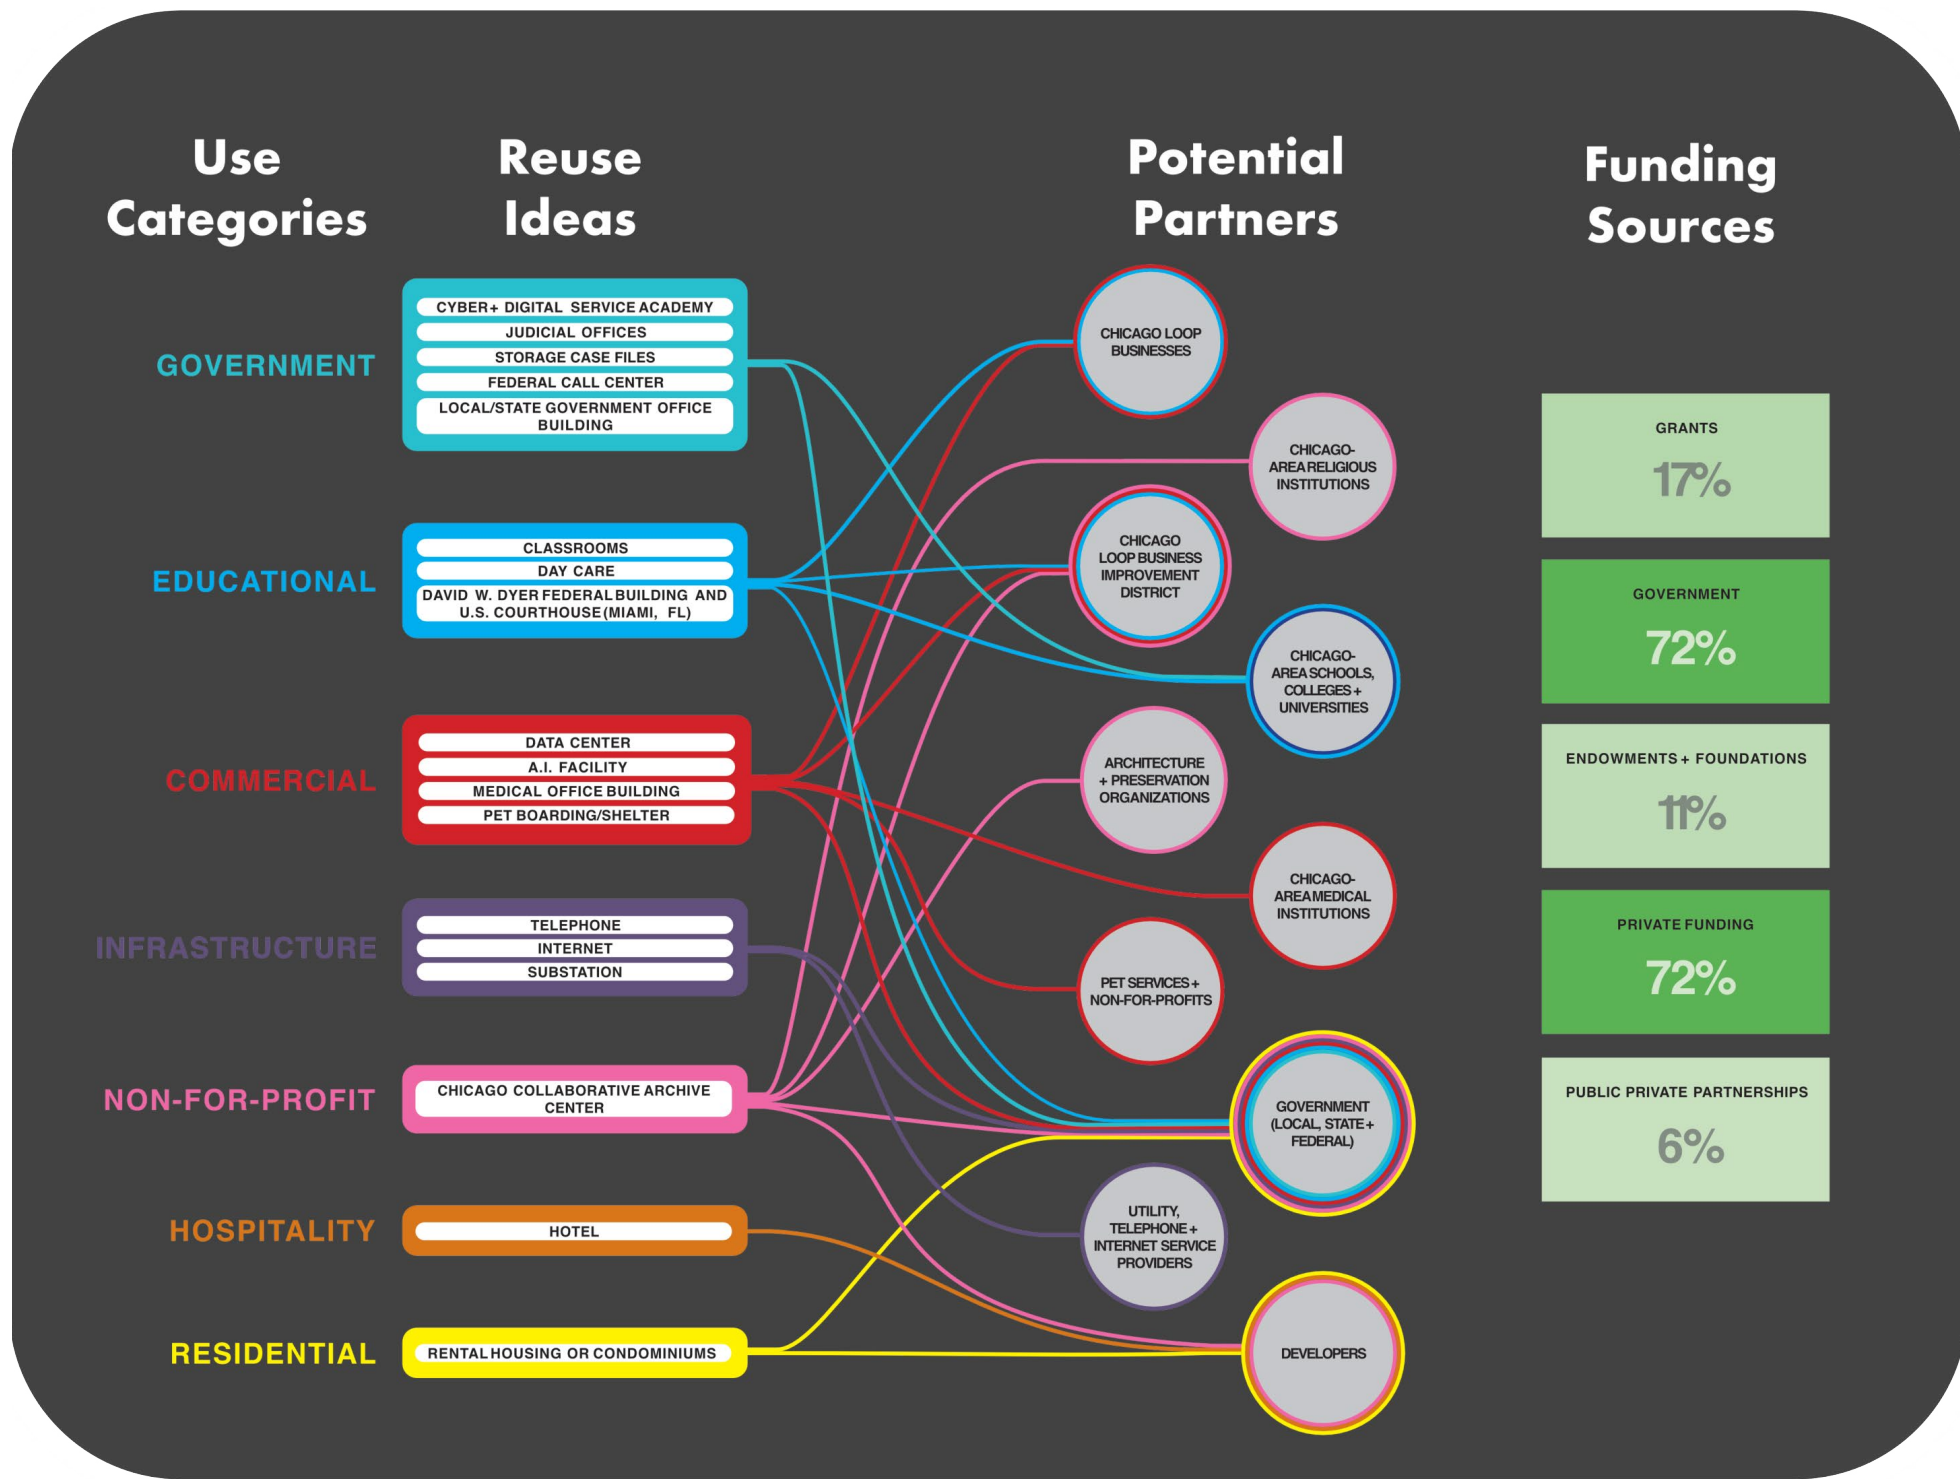 Use
Categories
Reuse
Ideas
Potential
Partners
Funding
Sources
GOVERNMENT
CYBER+ DIGITAL SERVICE ACADEMY
JUDICIAL OFFICES
STORAGE CASE FILES
FEDERAL CALL CENTER
LOCAL/STATE GOVERNMENT OFFICE
BUILDING
EDUCATIONAL
CLASSROOMS
DAY CARE
DAVID W. DYER FEDERAL BUILDING AND
U.S. COURTHOUSE (MIAMI, FL)
COMMERCIAL
DATA CENTER
A.I. FACILITY
MEDICAL OFFICE BUILDING
PET BOARDING/SHELTER
INFRASTRUCTURE
TELEPHONE
INTERNET
SUBSTATION
NON-FOR-PROFIT
CHICAGO COLLABORATIVE ARCHIVE
CENTER
HOSPITALITY
HOTEL
RESIDENTIAL
RENTAL HOUSING OR CONDOMINIUMS
CHICAGO LOOP
BUSINESSES
CHICAGO-
AREA RELIGIOUS
INSTITUTIONS
CHICAGO
LOOP BUSINESS
IMPROVEMENT
DISTRICT
CHICAGO-
AREA SCHOOLS,
COLLEGES +
UNIVERSITIES
ARCHITECTURE
+ PRESERVATION
ORGANIZATIONS
CHICAGO-
AREA MEDICAL
INSTITUTIONS
PET SERVICES +
NON-FOR-PROFITS
GOVERNMENT
(LOCAL, STATE +
FEDERAL)
UTILITY,
TELEPHONE +
INTERNET SERVICE
PROVIDERS
DEVELOPERS
GRANTS
17%
GOVERNMENT
72%
ENDOWMENTS + FOUNDATIONS
11%
PRIVATE FUNDING
72%
PUBLIC PRIVATE PARTNERSHIPS
6%